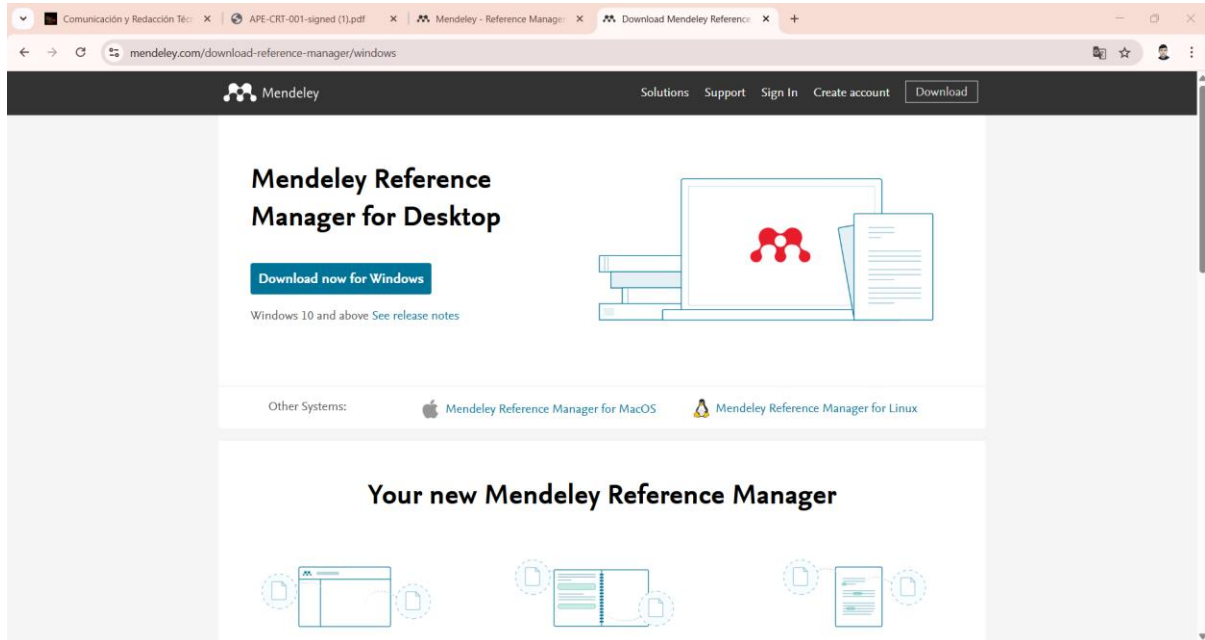 Comunicación y Redacción Téc
APE-CRT-001-signed (1).pdf
Mendeley - Reference Manager
Download Mendeley Reference
mendeley.com/download-reference-manager/windows
Mendeley
Solutions Support Sign In Create account Download
Mendeley Reference
Manager for Desktop
Download now for Windows
Windows 10 and above See release notes
Other Systems: Mendeley Reference Manager for MacOS Mendeley Reference Manager for Linux
Your new Mendeley Reference Manager